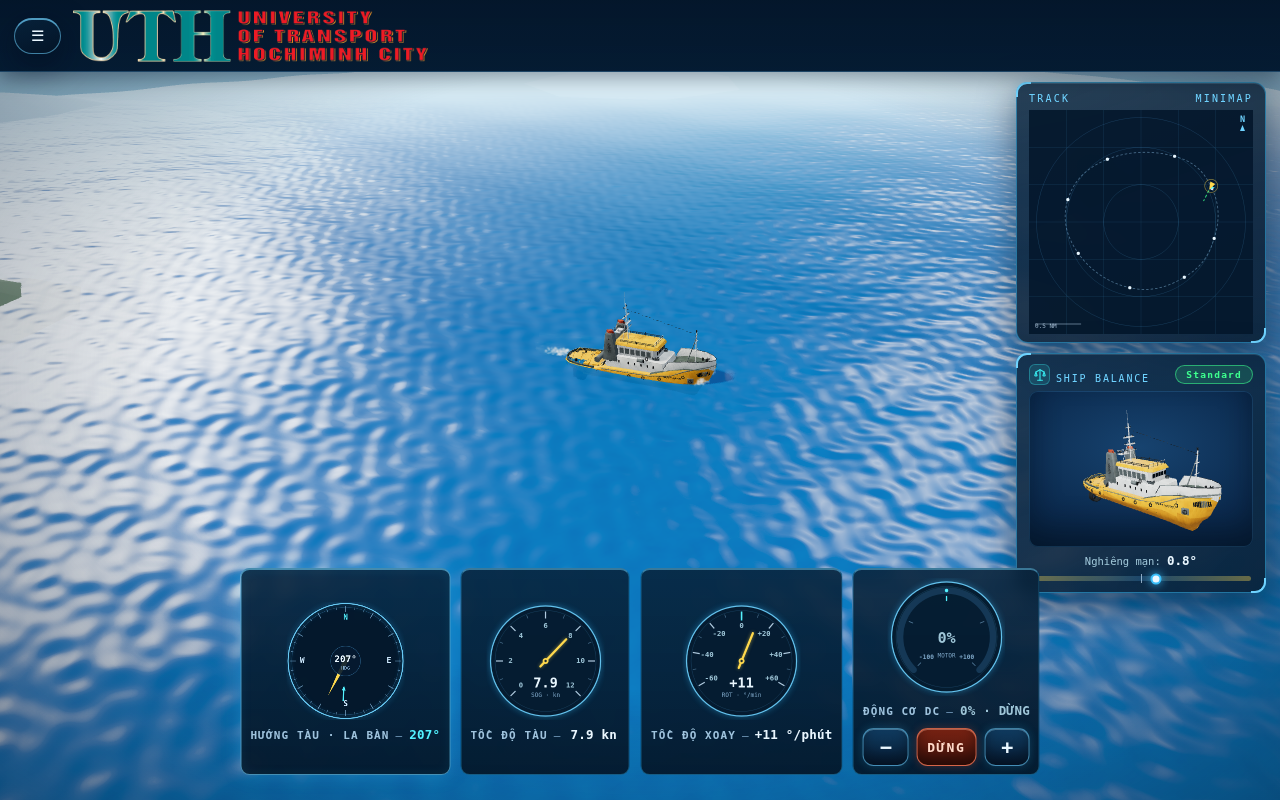 ☰
UTH
UNIVERSITY
OF TRANSPORT
HOCHIMINH CITY
TRACK
MINIMAP
N
0.5 NM
SHIP BALANCE
Standard
Nghiêng mạn: 0.8°
N
W
E
S
207°
HDG
HƯỚNG TÀU · LA BÀN — 207°
0
2
4
6
8
10
12
7.9
SOG · kn
TỐC ĐỘ TÀU — 7.9 kn
-60
-40
-20
0
+20
+40
+60
+11
ROT · °/min
TỐC ĐỘ XOAY — +11 °/phút
0%
-100 MOTOR +100
ĐỘNG CƠ DC — 0% · DỪNG
−
DỪNG
+